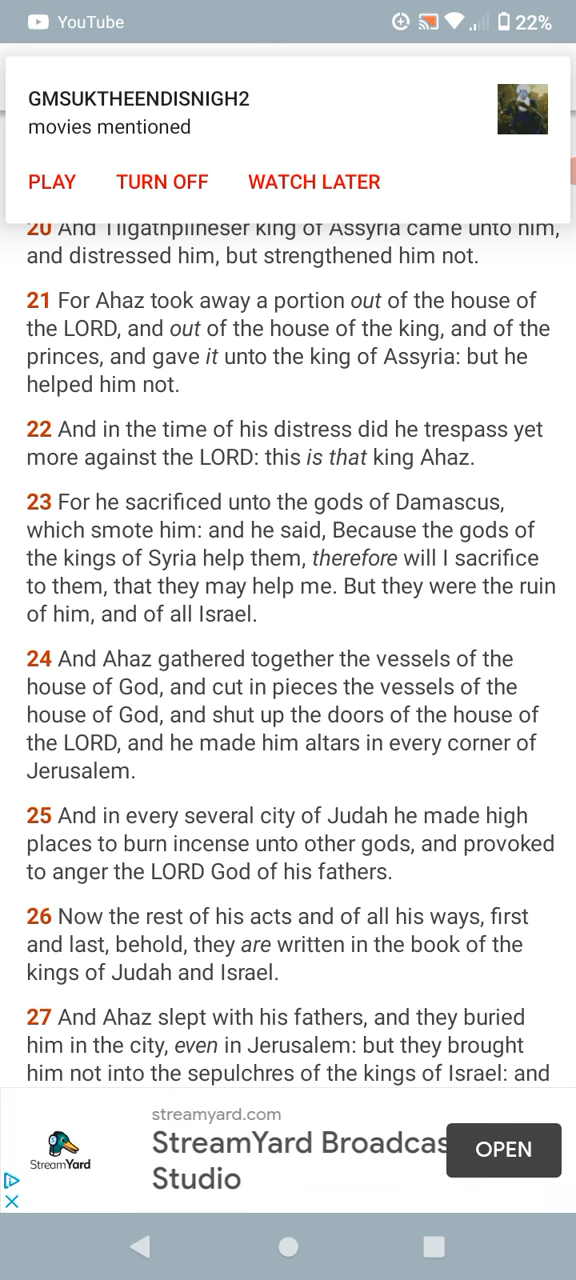 YouTube
22%
GMSUKTHEENDISNIGH2
movies mentioned
PLAY TURN OFF WATCH LATER
20 And Tilgathpilneser king of Assyria came unto him,
and distressed him, but strengthened him not.
21 For Ahaz took away a portion out of the house of
the LORD, and out of the house of the king, and of the
princes, and gave it unto the king of Assyria: but he
helped him not.
22 And in the time of his distress did he trespass yet
more against the LORD: this is that king Ahaz.
23 For he sacrificed unto the gods of Damascus,
which smote him: and he said, Because the gods of
the kings of Syria help them, therefore will I sacrifice
to them, that they may help me. But they were the ruin
of him, and of all Israel.
24 And Ahaz gathered together the vessels of the
house of God, and cut in pieces the vessels of the
house of God, and shut up the doors of the house of
the LORD, and he made him altars in every corner of
Jerusalem.
25 And in every several city of Judah he made high
places to burn incense unto other gods, and provoked
to anger the LORD God of his fathers.
26 Now the rest of his acts and of all his ways, first
and last, behold, they are written in the book of the
kings of Judah and Israel.
27 And Ahaz slept with his fathers, and they buried
him in the city, even in Jerusalem: but they brought
him not into the sepulchres of the kings of Israel: and
streamyard.com
StreamYard Broadcas
Studio
OPEN
StreamYard